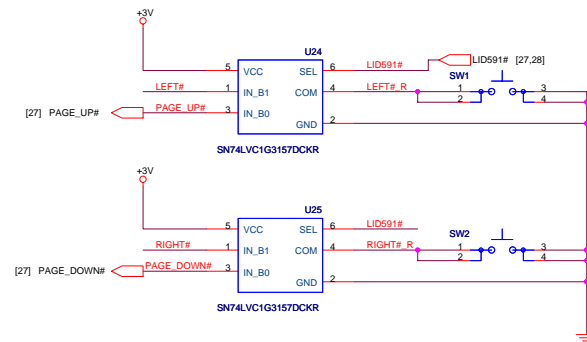 +3V
U24
5 VCC SEL 6 LID591# LID591# [27,28]
SW1
LEFT# 1 IN_B1 COM 4 LEFT#_R 1 3
2 4
[27] PAGE_UP# PAGE_UP# 3 IN_B0
GND 2
SN74LVC1G3157DCKR
+3V
U25
5 VCC SEL 6 LID591#
SW2
RIGHT# 1 IN_B1 COM 4 RIGHT#_R 1 3
2 4
[27] PAGE_DOWN# PAGE_DOWN# 3 IN_B0
GND 2
SN74LVC1G3157DCKR